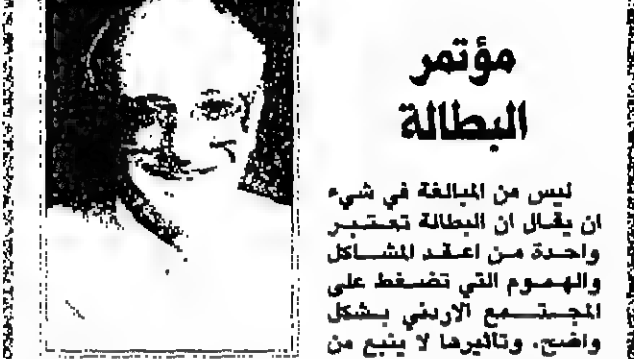 مؤتمر
البطالة
ليس من المبالغة في شيء
ان يقال ان البطالة تعتبر
واحدة من اعقد المشاكل
والهموم التي تضغط على
المجتمع الاردني بشكل
واضح، وتاثيرها لا ينبع من